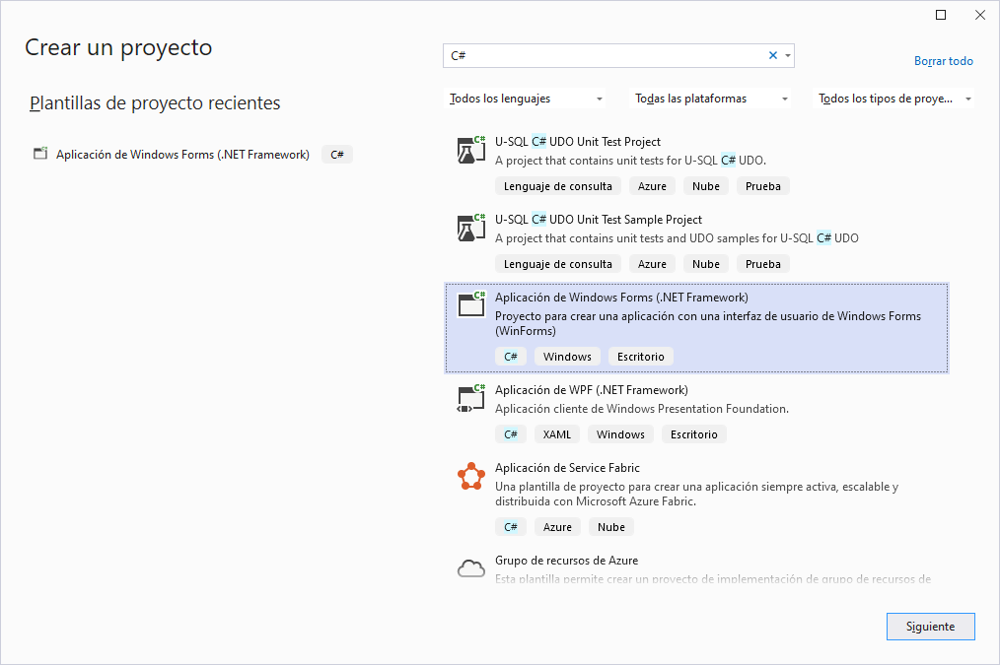 Crear un proyecto
Plantillas de proyecto recientes
Aplicación de Windows Forms (.NET Framework) C#
C#
Borrar todo
Todos los lenguajes
Todas las plataformas
Todos los tipos de proye...
C#
U-SQL C# UDO Unit Test Project
A project that contains unit tests for U-SQL C# UDO.
Lenguaje de consulta Azure Nube Prueba
C#
U-SQL C# UDO Unit Test Sample Project
A project that contains unit tests and UDO samples for U-SQL C# UDO
Lenguaje de consulta Azure Nube Prueba
C#
Aplicación de Windows Forms (.NET Framework)
Proyecto para crear una aplicación con una interfaz de usuario de Windows Forms
(WinForms)
C# Windows Escritorio
C#
Aplicación de WPF (.NET Framework)
Aplicación cliente de Windows Presentation Foundation.
C# XAML Windows Escritorio
Aplicación de Service Fabric
Una plantilla de proyecto para crear una aplicación siempre activa, escalable y
distribuida con Microsoft Azure Fabric.
C# Azure Nube
Grupo de recursos de Azure
Esta plantilla permite crear un proyecto de implementación de grupo de recursos de
Siguiente